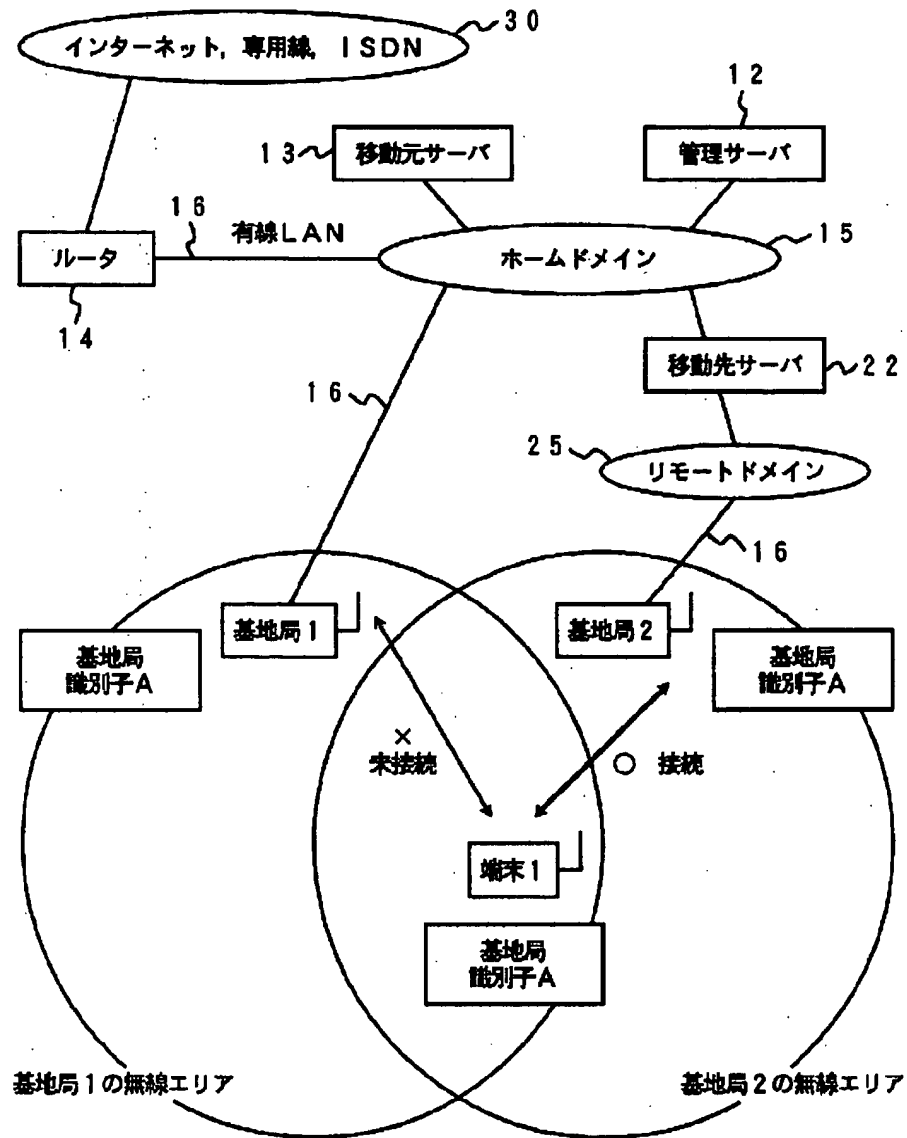 30
インターネット,専用線,ISDN
12
13
移動元サーバ
管理サーバ
16
有線LAN
15
ルータ
ホームドメイン
14
移動先サーバ
22
16
25
リモートドメイン
16
基地局1
基地局2
基地局
識別子A
基地局
識別子A
×
未接続
○ 接続
端末1
基地局
識別子A
基地局1の無線エリア
基地局2の無線エリア